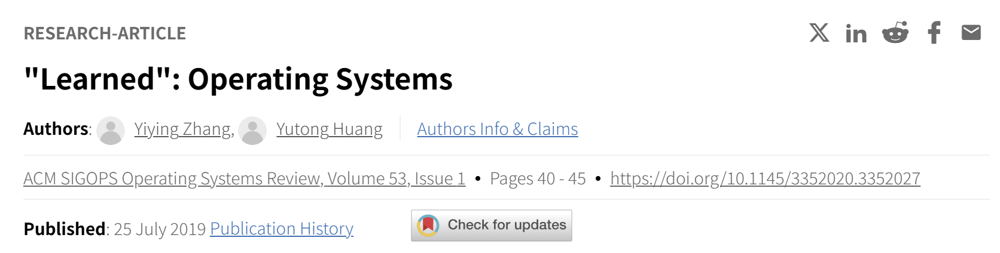 RESEARCH-ARTICLE
"Learned": Operating Systems
Authors: Yiying Zhang, Yutong Huang Authors Info & Claims
ACM SIGOPS Operating Systems Review, Volume 53, Issue 1 • Pages 40 - 45 • https://doi.org/10.1145/3352020.3352027
Published: 25 July 2019 Publication History Check for updates